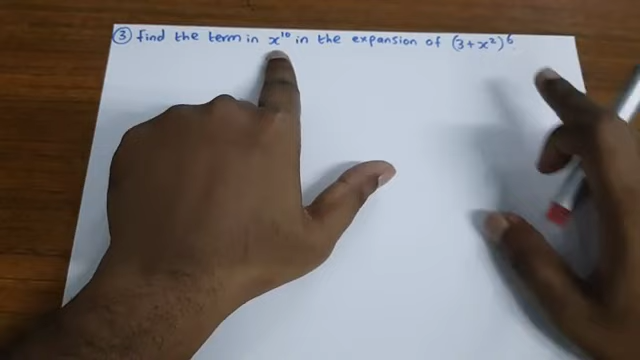 ③ find the term in x¹⁰ in the expansion of (3+x²)⁶